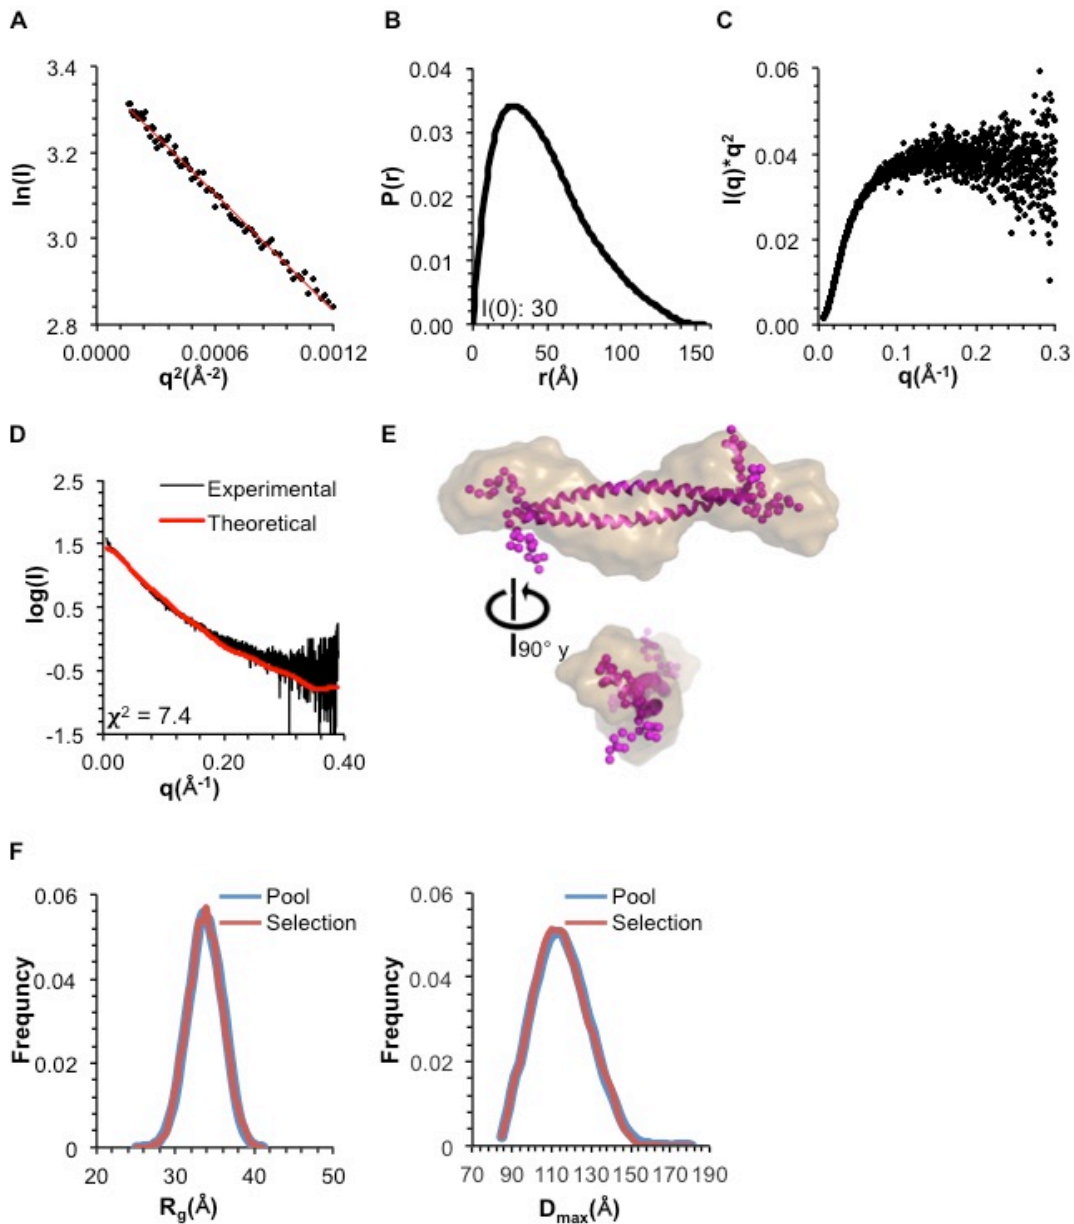 A
3.4
3.2
3.0
2.8
ln(I)
0.0000 0.0006 0.0012
q²(Å⁻²)
B
0.04
0.03
0.02
0.01
0.00
P(r)
I(0): 30
0 50 100 150
r(Å)
C
0.06
0.04
0.02
0.00
I(q)*q²
0.0 0.1 0.2 0.3
q(Å⁻¹)
D
2.5
1.5
0.5
-0.5
-1.5
log(I)
Experimental
Theoretical
χ² = 7.4
0.00 0.20 0.40
q(Å⁻¹)
E
90° y
F
0.06
0.04
0.02
0
Frequncy
Pool
Selection
20 30 40 50
Rg(Å)
0.06
0.04
0.02
0
Frequncy
Pool
Selection
70 90 110 130 150 170 190
Dmax(Å)